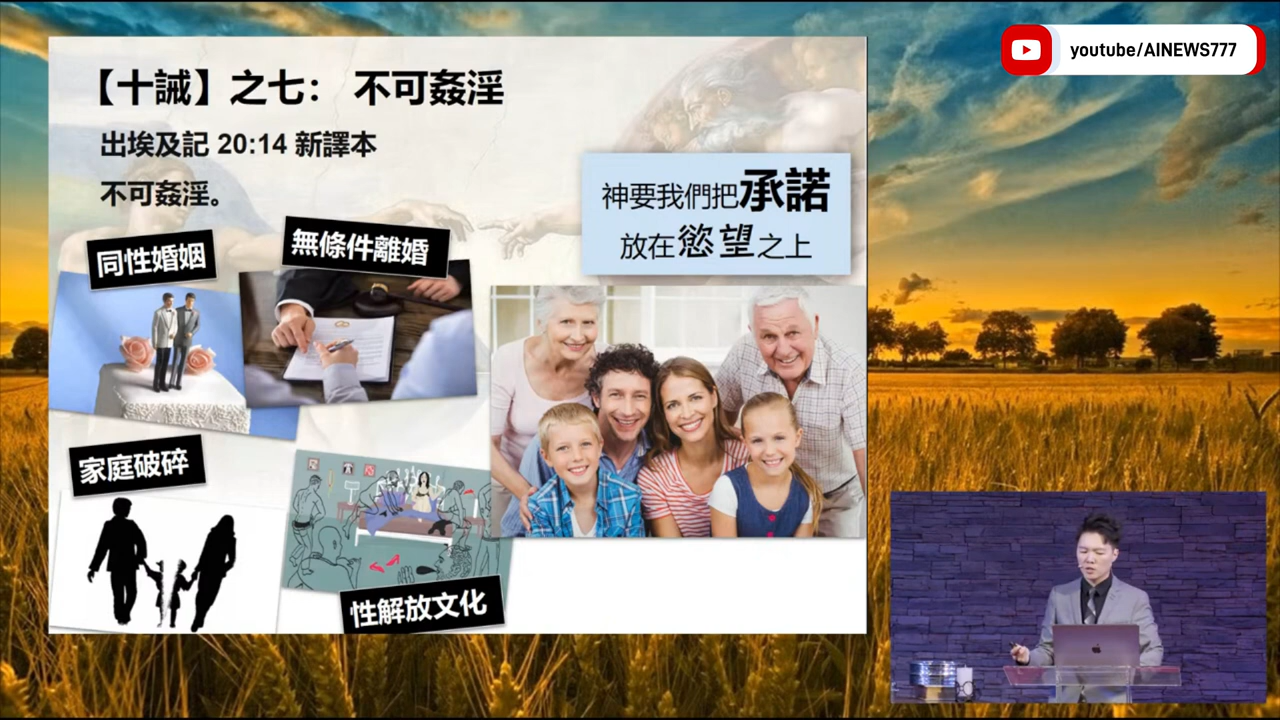 youtube/AINEWS777
【十誡】之七： 不可姦淫
出埃及記 20:14 新譯本
不可姦淫。
神要我們把承諾
放在慾望之上
同性婚姻
無條件離婚
家庭破碎
性解放文化